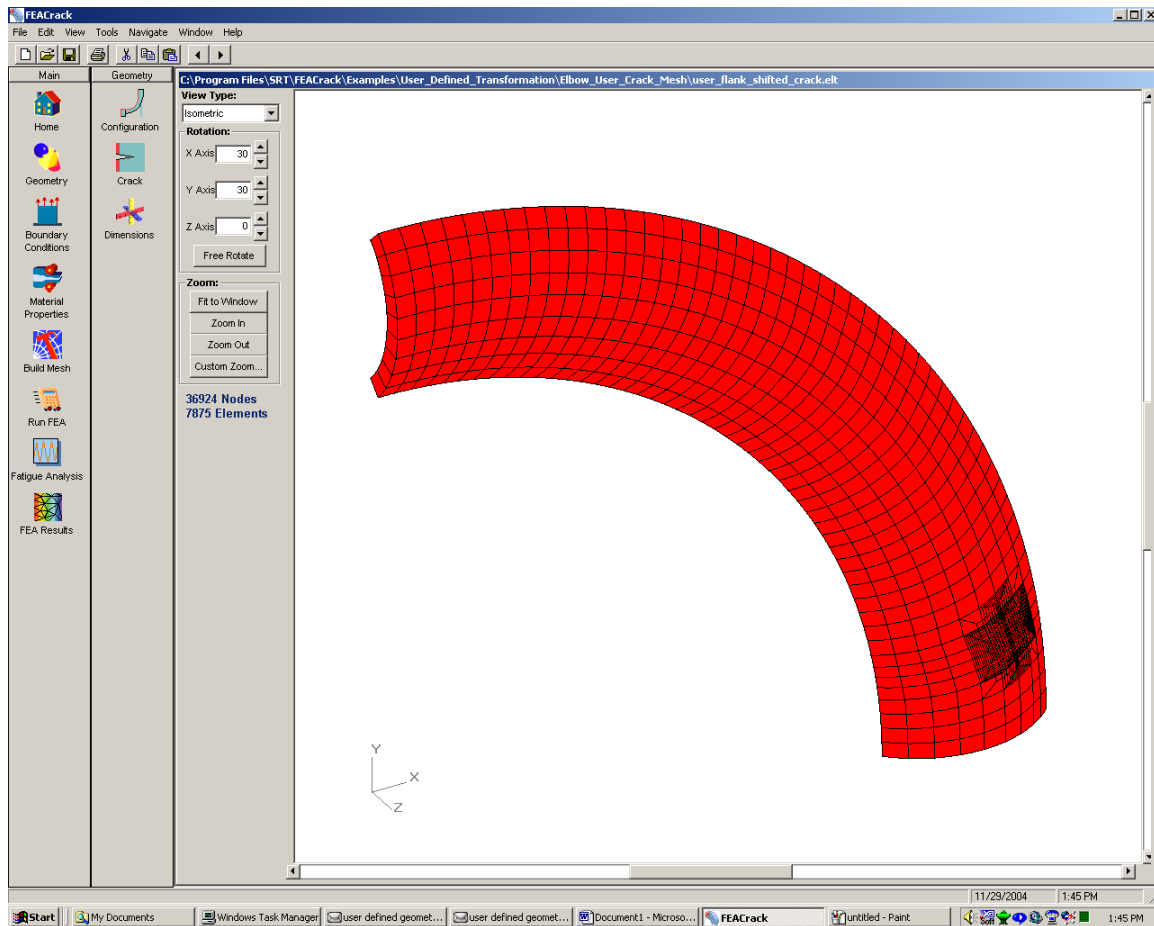 FEACrack
File Edit View Tools Navigate Window Help
Main
Geometry
C:\Program Files\SRT\FEACrack\Examples\User_Defined_Transformation\Elbow_User_Crack_Mesh\user_flank_shifted_crack.elt
Home
Geometry
Boundary
Conditions
Material
Properties
Build Mesh
Run FEA
Fatigue Analysis
FEA Results
Configuration
Crack
Dimensions
View Type:
Isometric
Rotation:
X Axis 30
Y Axis 30
Z Axis 0
Free Rotate
Zoom:
Fit to Window
Zoom In
Zoom Out
Custom Zoom...
36924 Nodes
7875 Elements
Y
X
Z
11/29/2004 1:45 PM
Start My Documents Windows Task Manager user defined geomet... user defined geomet... Document1 - Microso... FEACrack untitled - Paint 1:45 PM